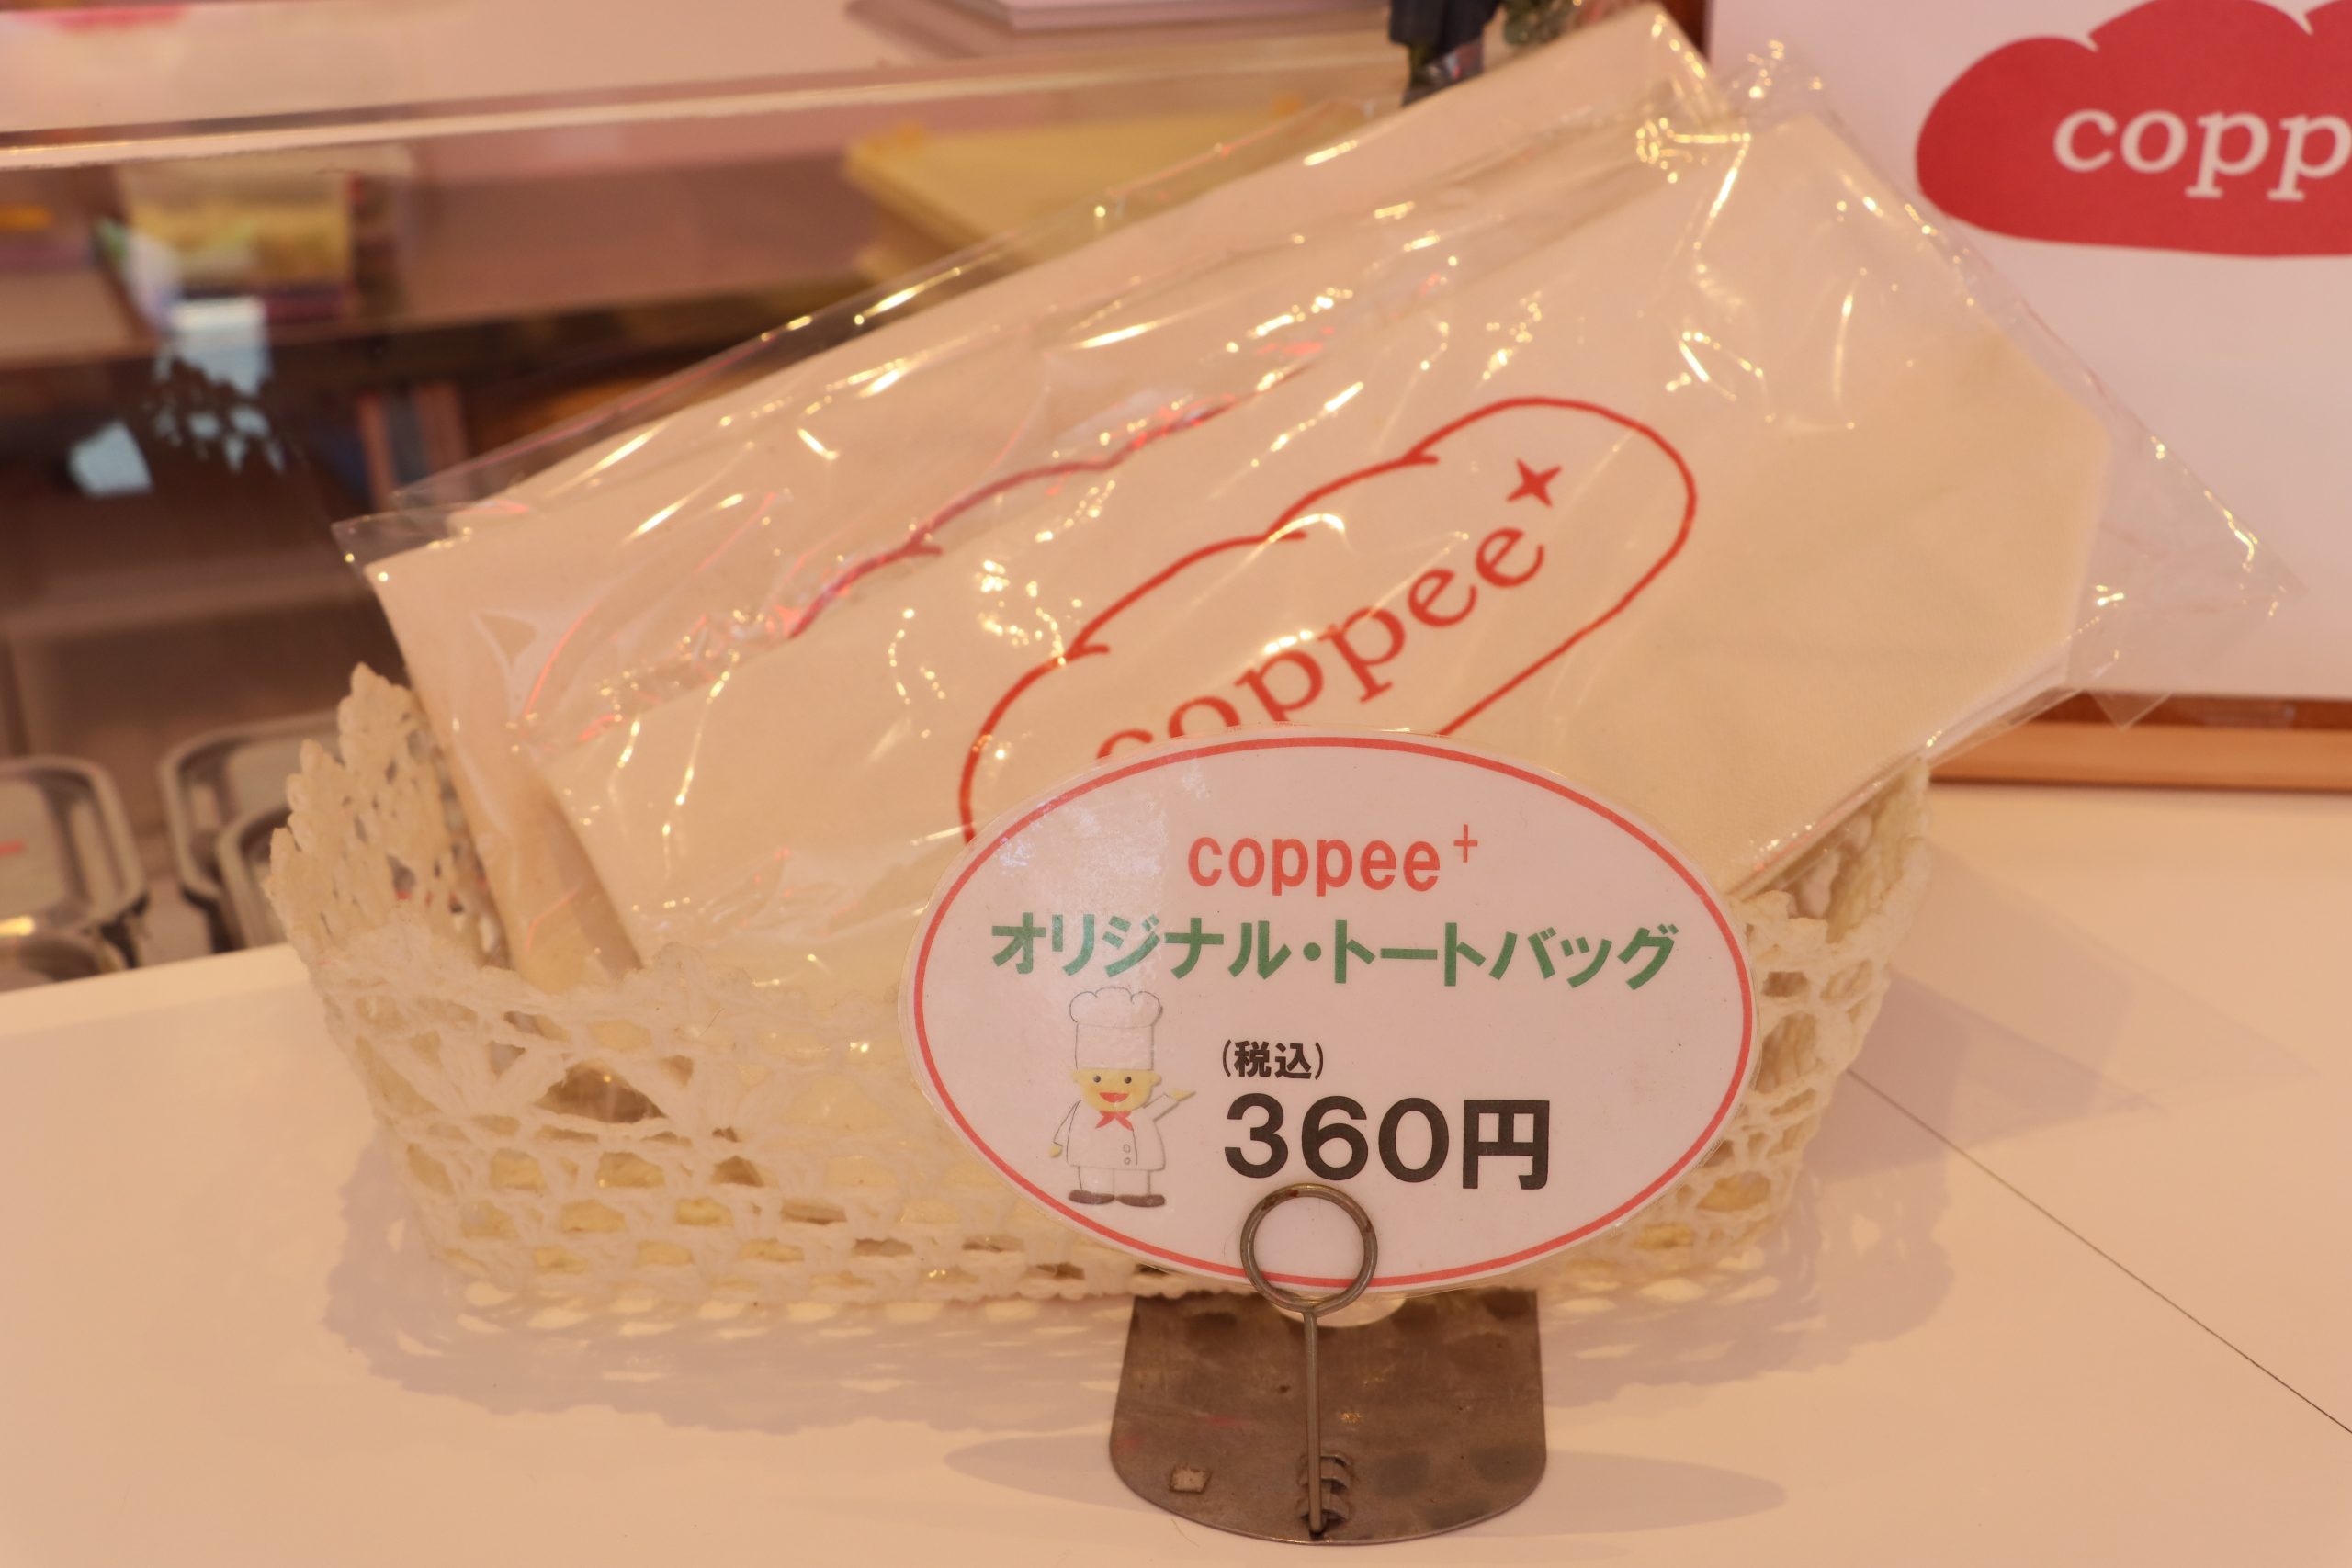 copp
coppee+
coppee+
オリジナル・トートバッグ
(税込)
360円